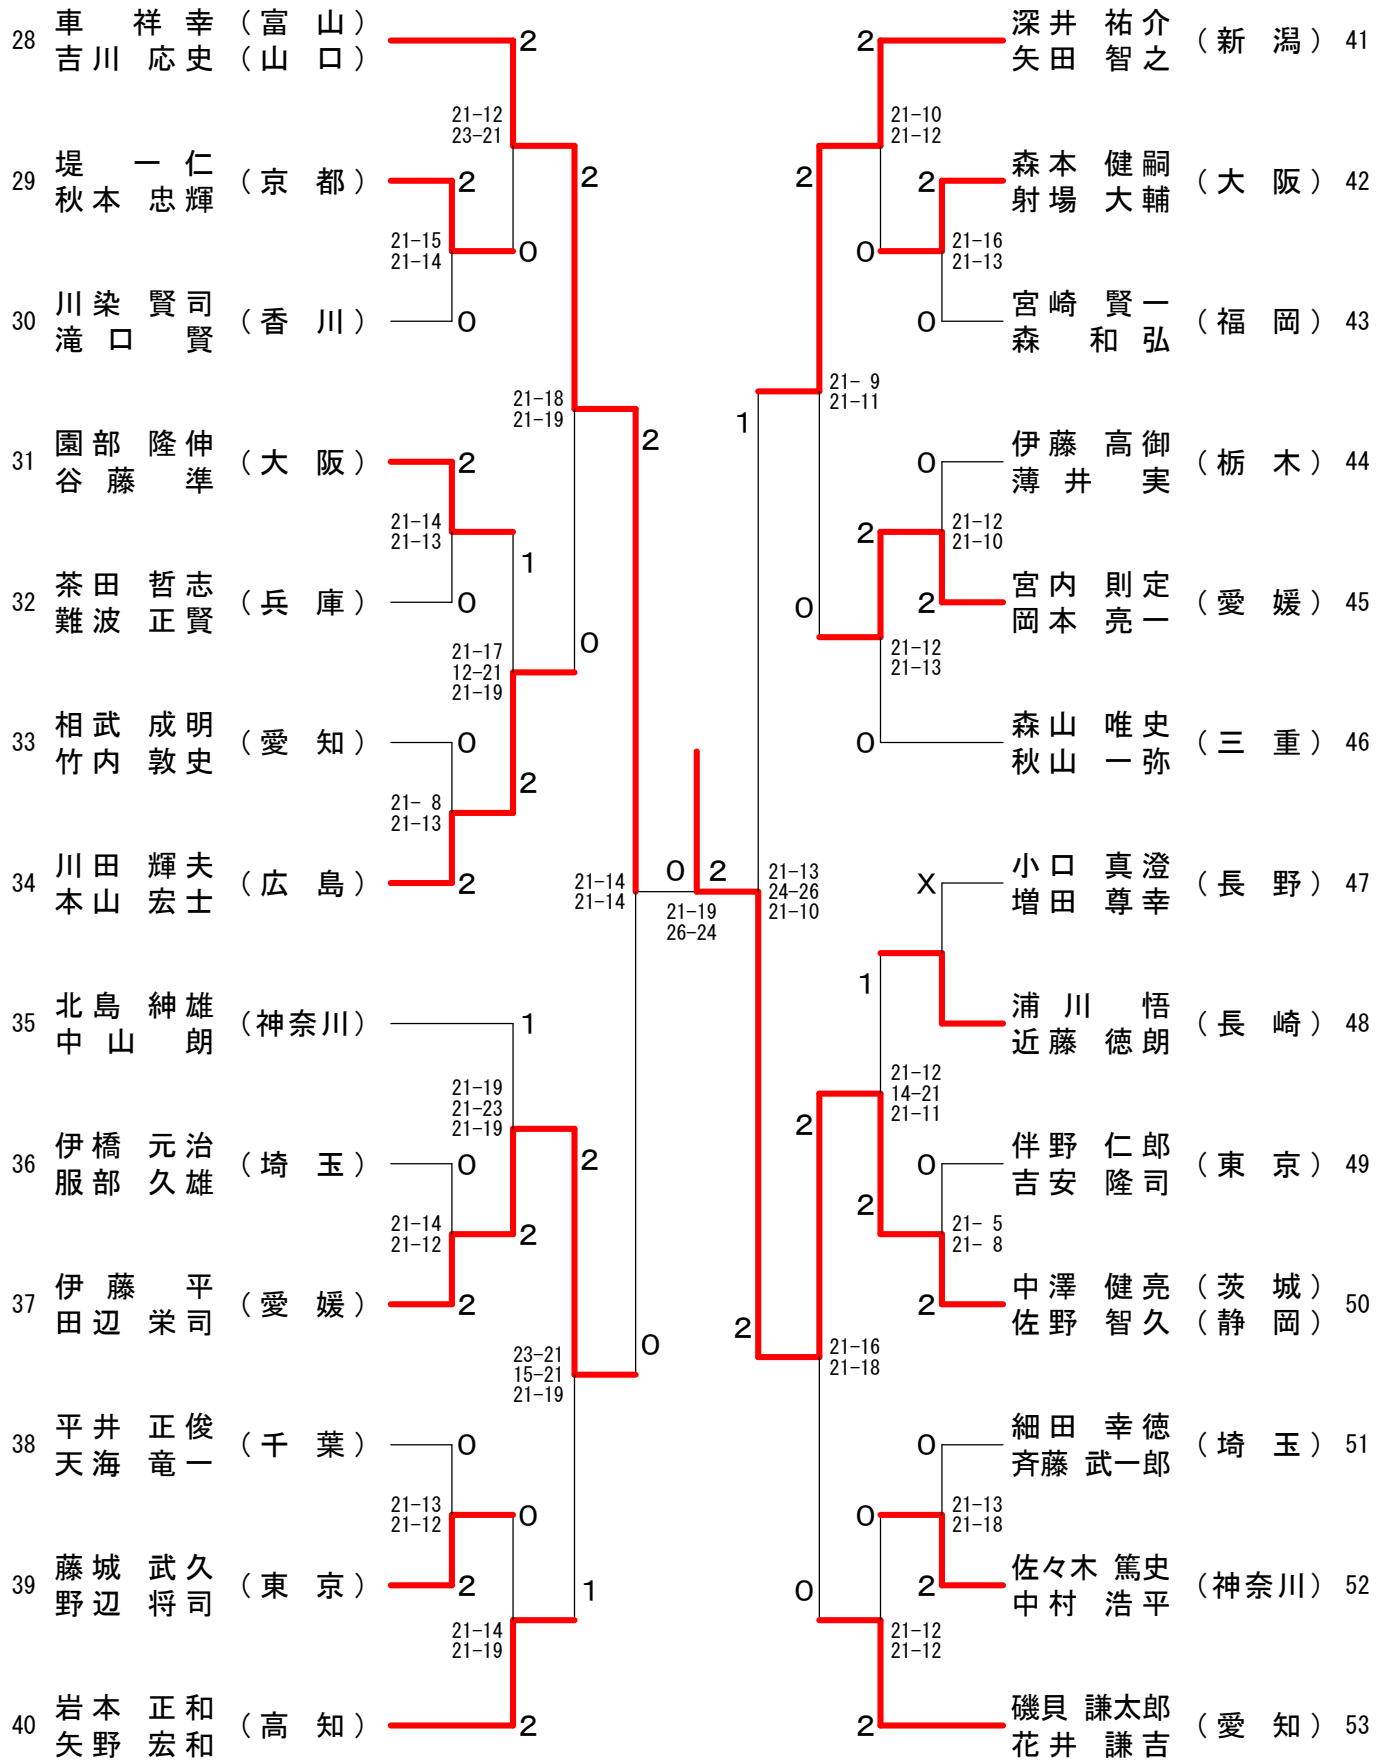 28 車 祥幸 (富山) 2
吉川 応史 (山口)
21-12
23-21
2
29 堤 一仁 (京都) 2
秋本 忠輝
21-15
21-14
0
30 川染 賢司 (香川) 0
滝口 賢
21-18
21-19
2
31 園部 隆伸 (大阪) 2
谷藤 準
21-14
21-13
1
32 茶田 哲志 (兵庫) 0
難波 正賢
21-17
12-21
21-19
0
33 相武 成明 (愛知) 0
竹内 敦史
21- 8
21-13
2
34 川田 輝夫 (広島) 2
本山 宏士
21-14
21-14
35 北島 紳雄 (神奈川) 1
中山 朗
21-19
21-23
21-19
2
36 伊橋 元治 (埼玉) 0
服部 久雄
21-14
21-12
2
37 伊藤 平 (愛媛) 2
田辺 栄司
23-21
15-21
21-19
0
38 平井 正俊 (千葉) 0
天海 竜一
21-13
21-12
0
39 藤城 武久 (東京) 2
野辺 将司
1
21-14
21-19
40 岩本 正和 (高知) 2
矢野 宏和
0 2
21-19
26-24
2 深井 祐介 (新潟) 41
矢田 智之
21-10
21-12
2
2 森本 健嗣 (大阪) 42
射場 大輔
0
21-16
21-13
0 宮崎 賢一 (福岡) 43
森 和弘
21- 9
21-11
1
0 伊藤 高御 (栃木) 44
薄井 実
2
21-12
21-10
2 宮内 則定 (愛媛) 45
岡本 亮一
0
21-12
21-13
0 森山 唯史 (三重) 46
秋山 一弥
21-13
24-26
21-10
X 小口 真澄 (長野) 47
増田 尊幸
1
浦川 悟 (長崎) 48
近藤 徳朗
21-12
14-21
21-11
2
0 伴野 仁郎 (東京) 49
吉安 隆司
2
21- 5
21- 8
2 中澤 健亮 (茨城) 50
佐野 智久 (静岡)
2
21-16
21-18
0 細田 幸徳 (埼玉) 51
斉藤 武一郎
0
21-13
21-18
2 佐々木 篤史 (神奈川) 52
中村 浩平
0
21-12
21-12
2 磯貝 謙太郎 (愛知) 53
花井 謙吉